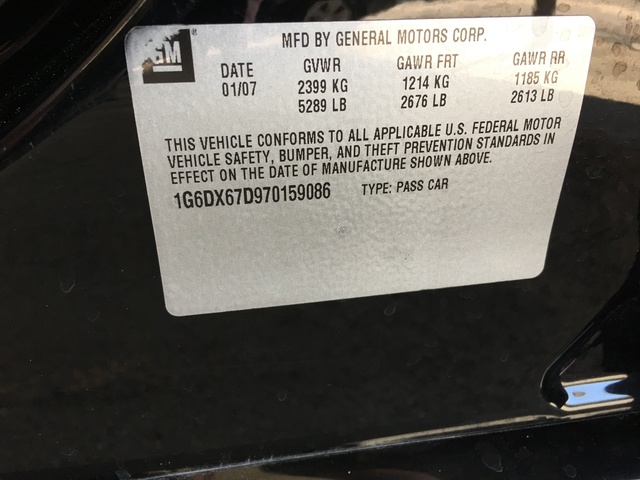 GM
MFD BY GENERAL MOTORS CORP.
DATE GVWR GAWR FRT GAWR RR
01/07 2399 KG 1214 KG 1185 KG
5289 LB 2676 LB 2613 LB
THIS VEHICLE CONFORMS TO ALL APPLICABLE U.S. FEDERAL MOTOR
VEHICLE SAFETY, BUMPER, AND THEFT PREVENTION STANDARDS IN
EFFECT ON THE DATE OF MANUFACTURE SHOWN ABOVE.
1G6DX67D970159086 TYPE: PASS CAR